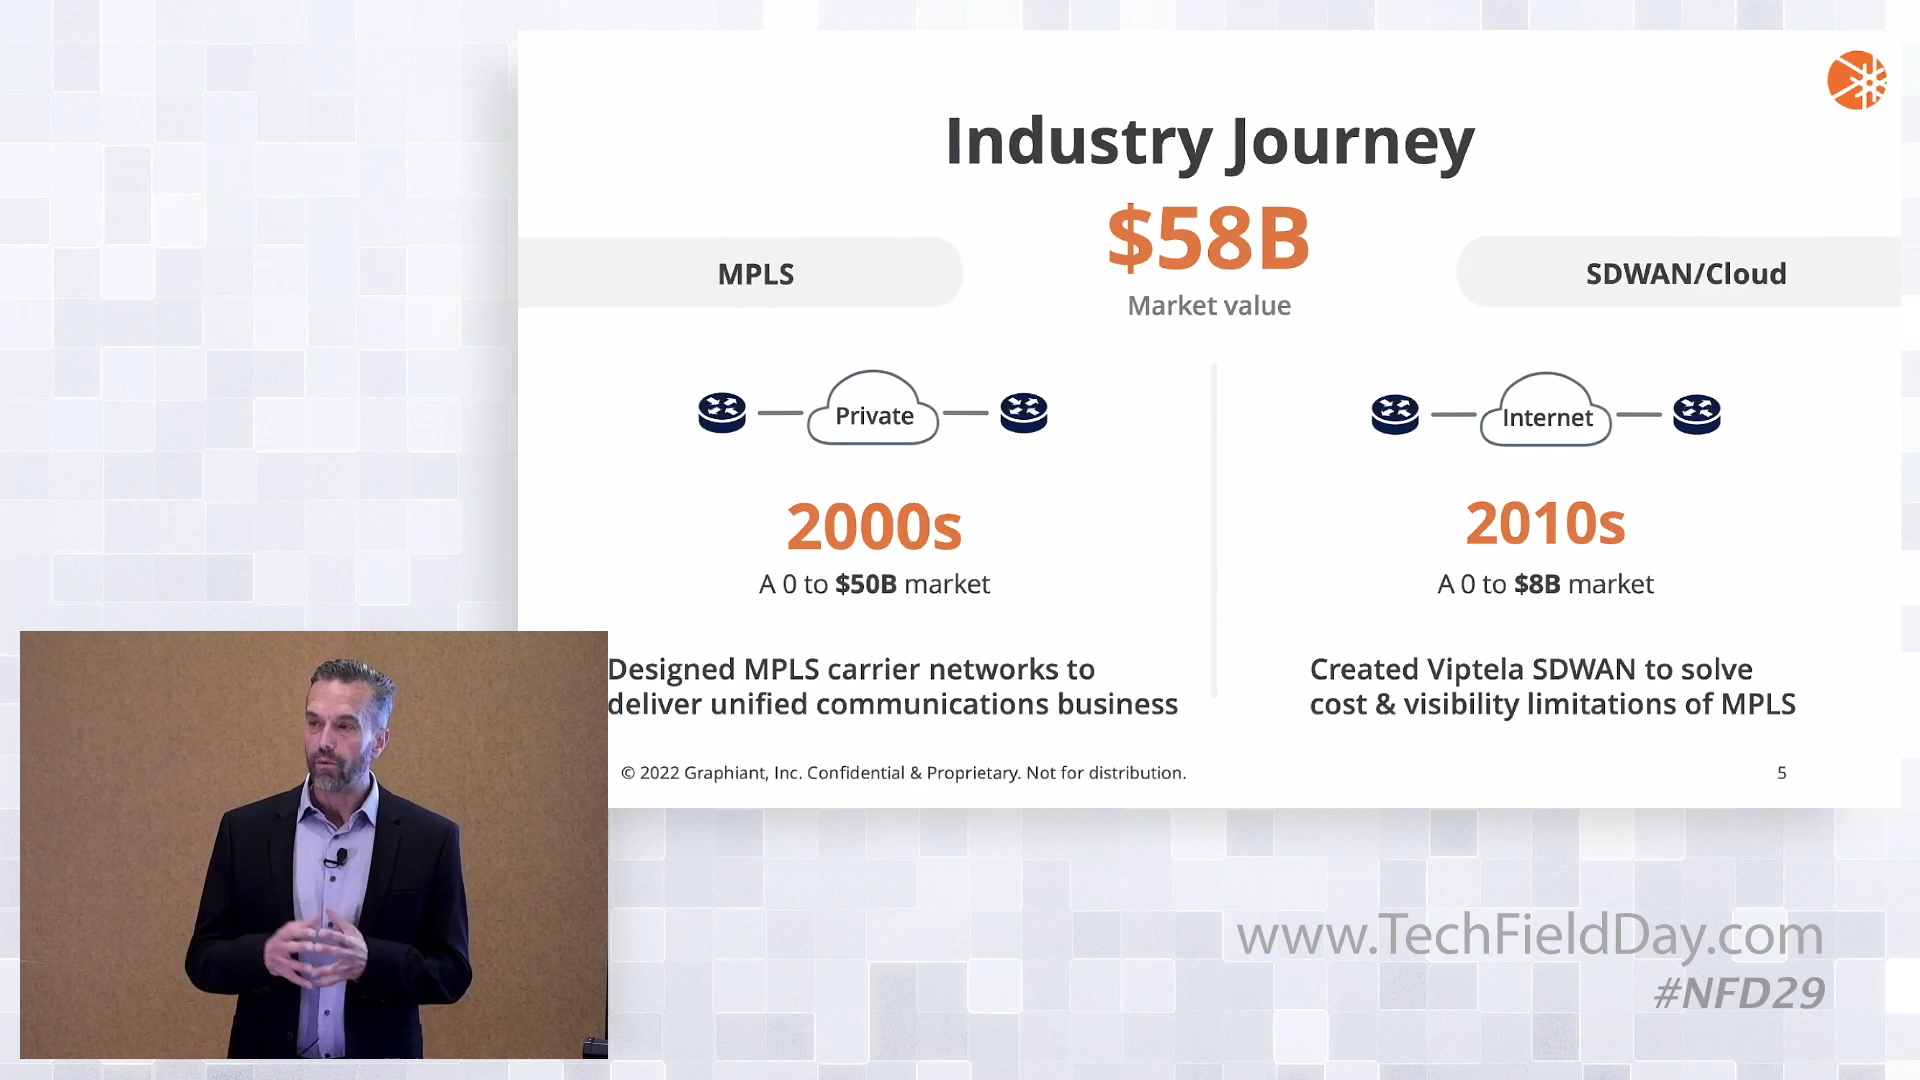 Industry Journey
$58B
Market value
MPLS
SDWAN/Cloud
Private
Internet
2000s
A 0 to $50B market
2010s
A 0 to $8B market
Designed MPLS carrier networks to
deliver unified communications business
Created Viptela SDWAN to solve
cost & visibility limitations of MPLS
© 2022 Graphiant, Inc. Confidential & Proprietary. Not for distribution.
5
www.TechFieldDay.com
#NFD29